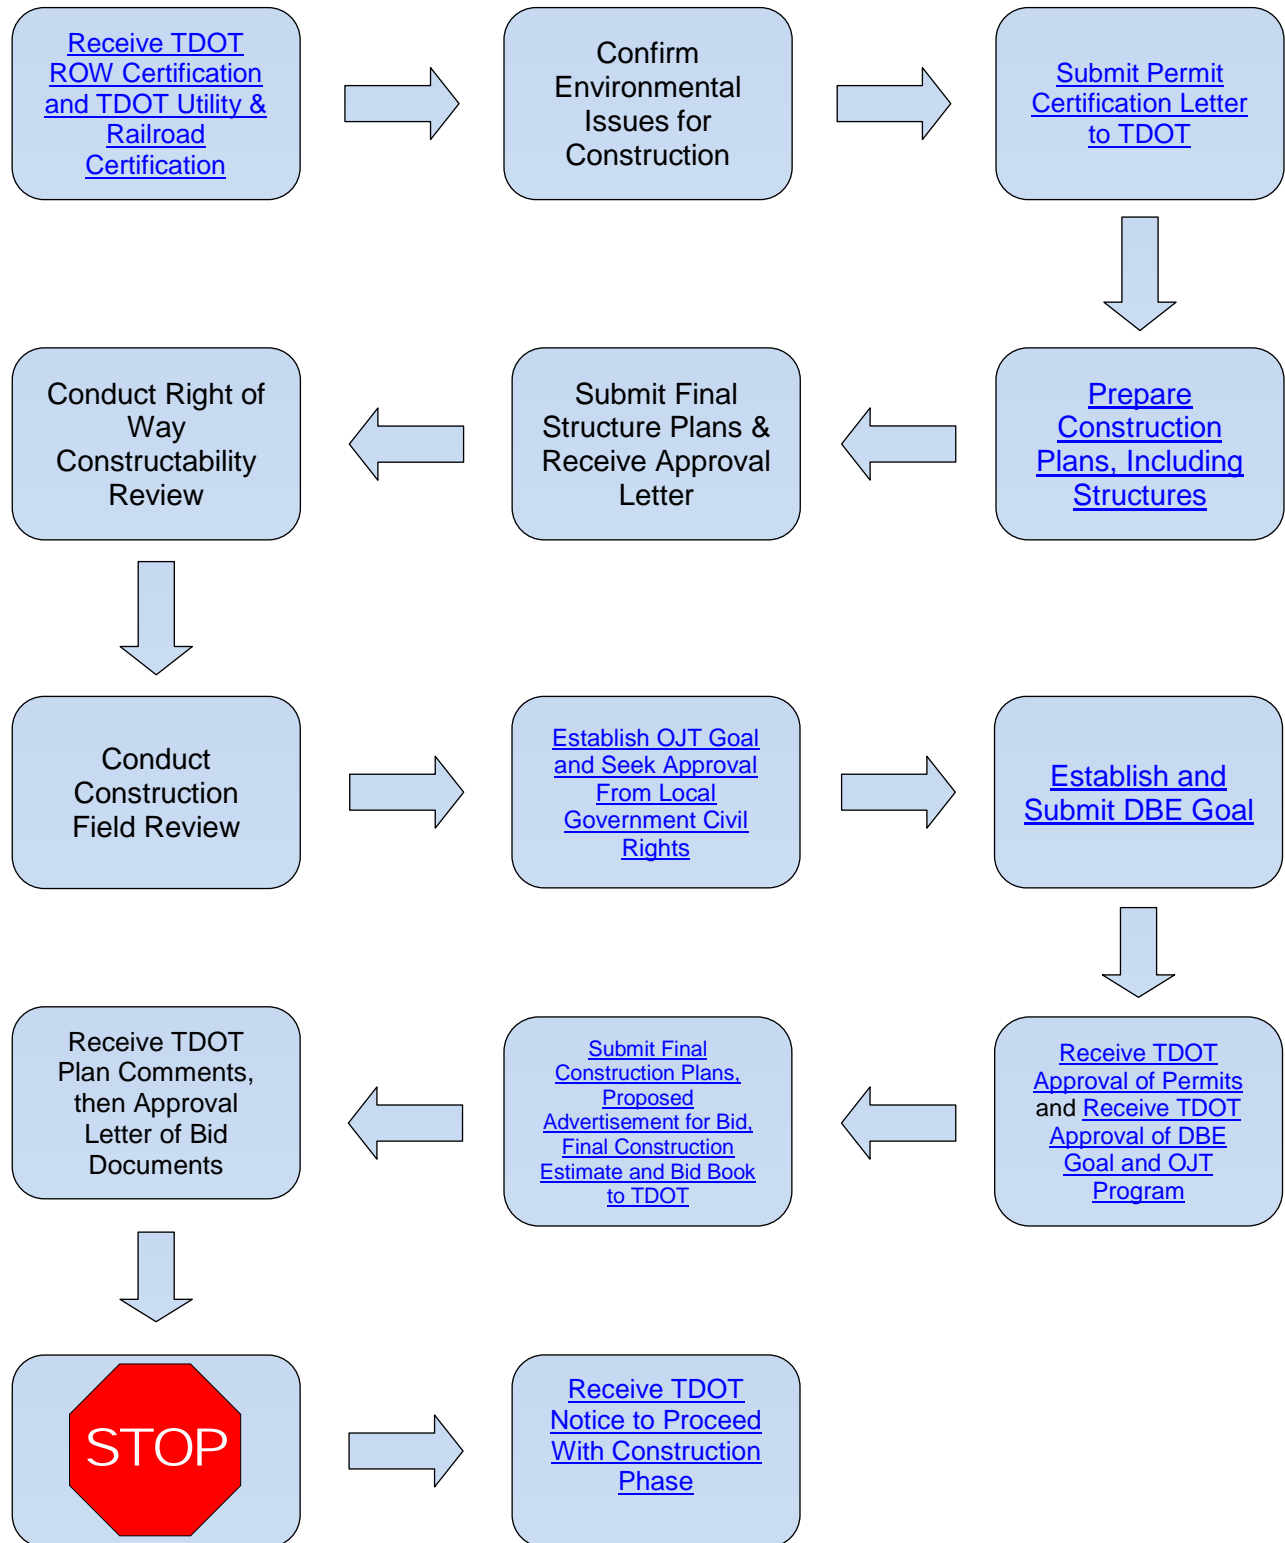 Receive TDOT
ROW Certification
and TDOT Utility &
Railroad
Certification
Confirm
Environmental
Issues for
Construction
Submit Permit
Certification Letter
to TDOT
Prepare
Construction
Plans, Including
Structures
Submit Final
Structure Plans &
Receive Approval
Letter
Conduct Right of
Way
Constructability
Review
Conduct
Construction
Field Review
Establish OJT Goal
and Seek Approval
From Local
Government Civil
Rights
Establish and
Submit DBE Goal
Receive TDOT
Approval of Permits
and Receive TDOT
Approval of DBE
Goal and OJT
Program
Submit Final
Construction Plans,
Proposed
Advertisement for Bid,
Final Construction
Estimate and Bid Book
to TDOT
Receive TDOT
Plan Comments,
then Approval
Letter of Bid
Documents
STOP
Receive TDOT
Notice to Proceed
With Construction
Phase